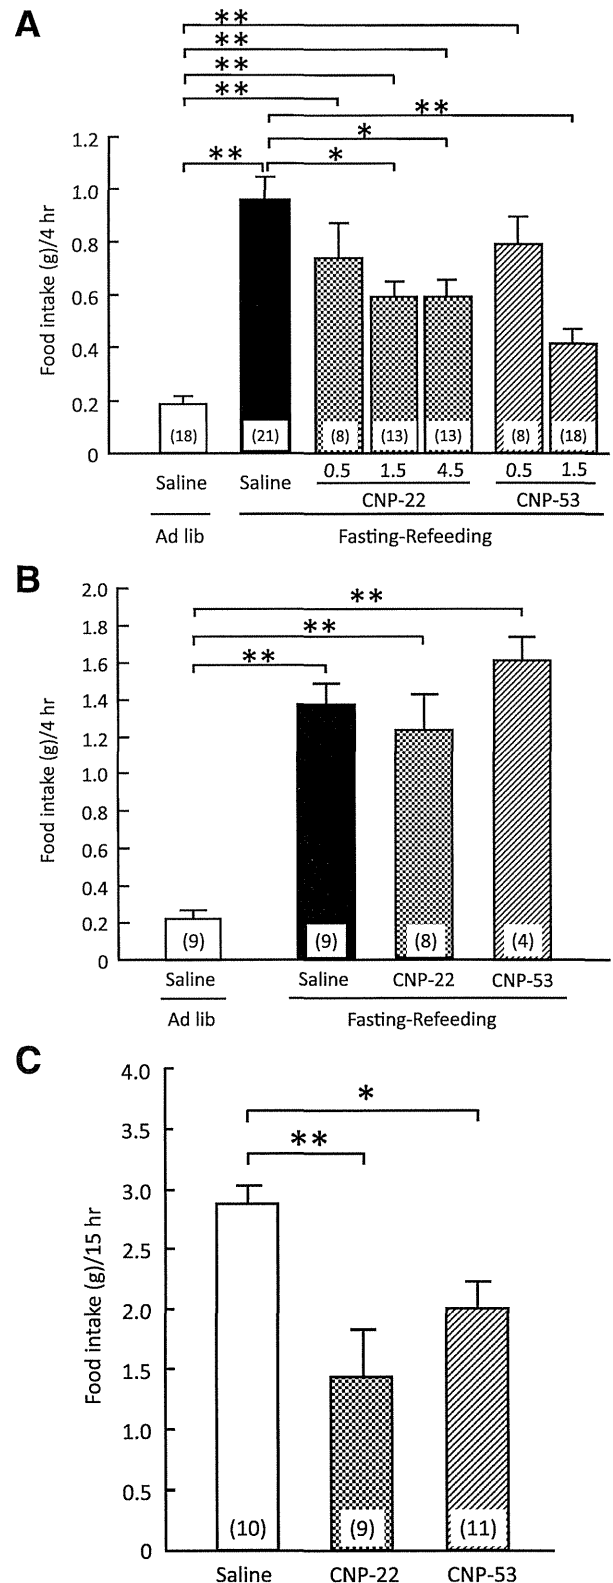 A
**
**
**
**
**
*
** *
1.2
1.0
0.8
0.6
0.4
0.2
0
Food intake (g)/4 hr
(18) (21) (8) (13) (13) (8) (18)
0.5 1.5 4.5 0.5 1.5
Saline Saline
CNP-22 CNP-53
Ad lib Fasting-Refeeding
B
**
**
**
2.0
1.8
1.6
1.4
1.2
1.0
0.8
0.6
0.4
0.2
0
Food intake (g)/4 hr
(9) (9) (8) (4)
Saline Saline CNP-22 CNP-53
Ad lib Fasting-Refeeding
C
*
**
4.0
3.5
3.0
2.5
2.0
1.5
1.0
0.5
0
Food intake (g)/15 hr
(10) (9) (11)
Saline CNP-22 CNP-53